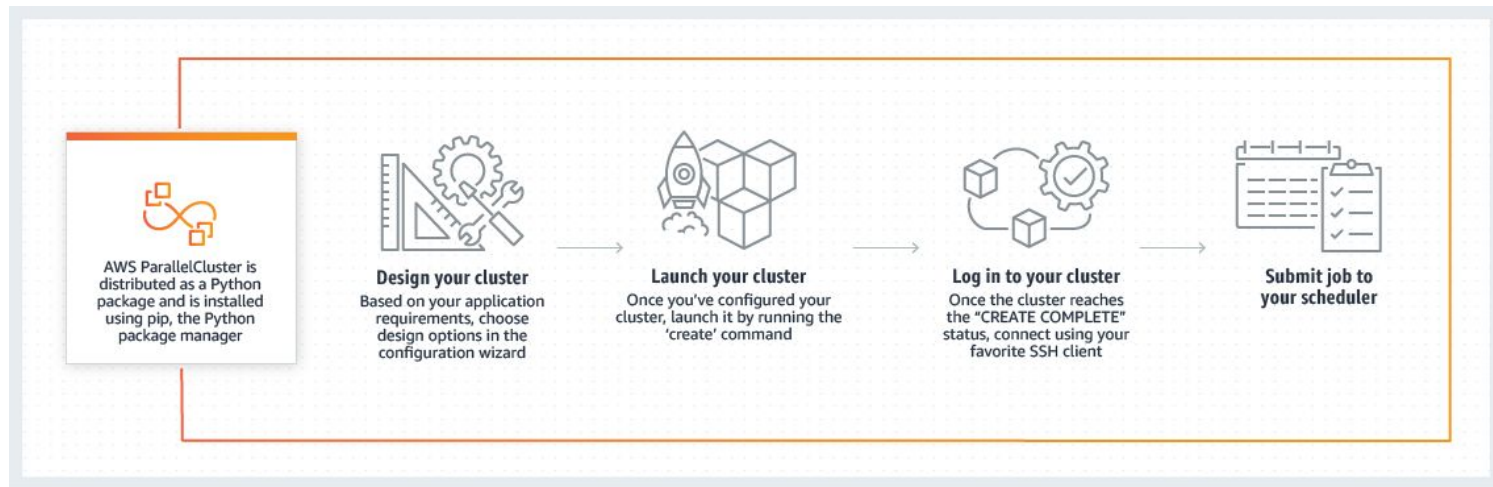 AWS ParallelCluster is
distributed as a Python
package and is installed
using pip, the Python
package manager
Design your cluster
Based on your application
requirements, choose
design options in the
configuration wizard
Launch your cluster
Once you’ve configured your
cluster, launch it by running the
‘create’ command
Log in to your cluster
Once the cluster reaches
the “CREATE COMPLETE”
status, connect using your
favorite SSH client
Submit job to
your scheduler